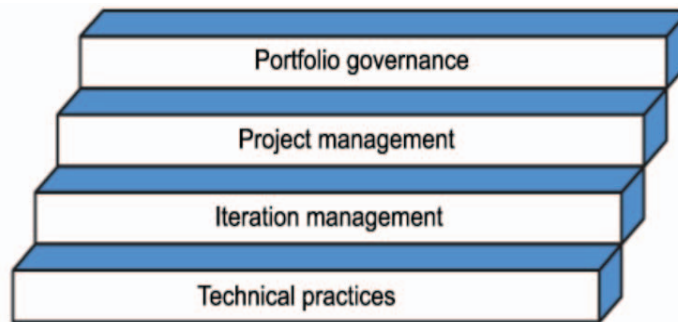 Portfolio governance
Project management
Iteration management
Technical practices